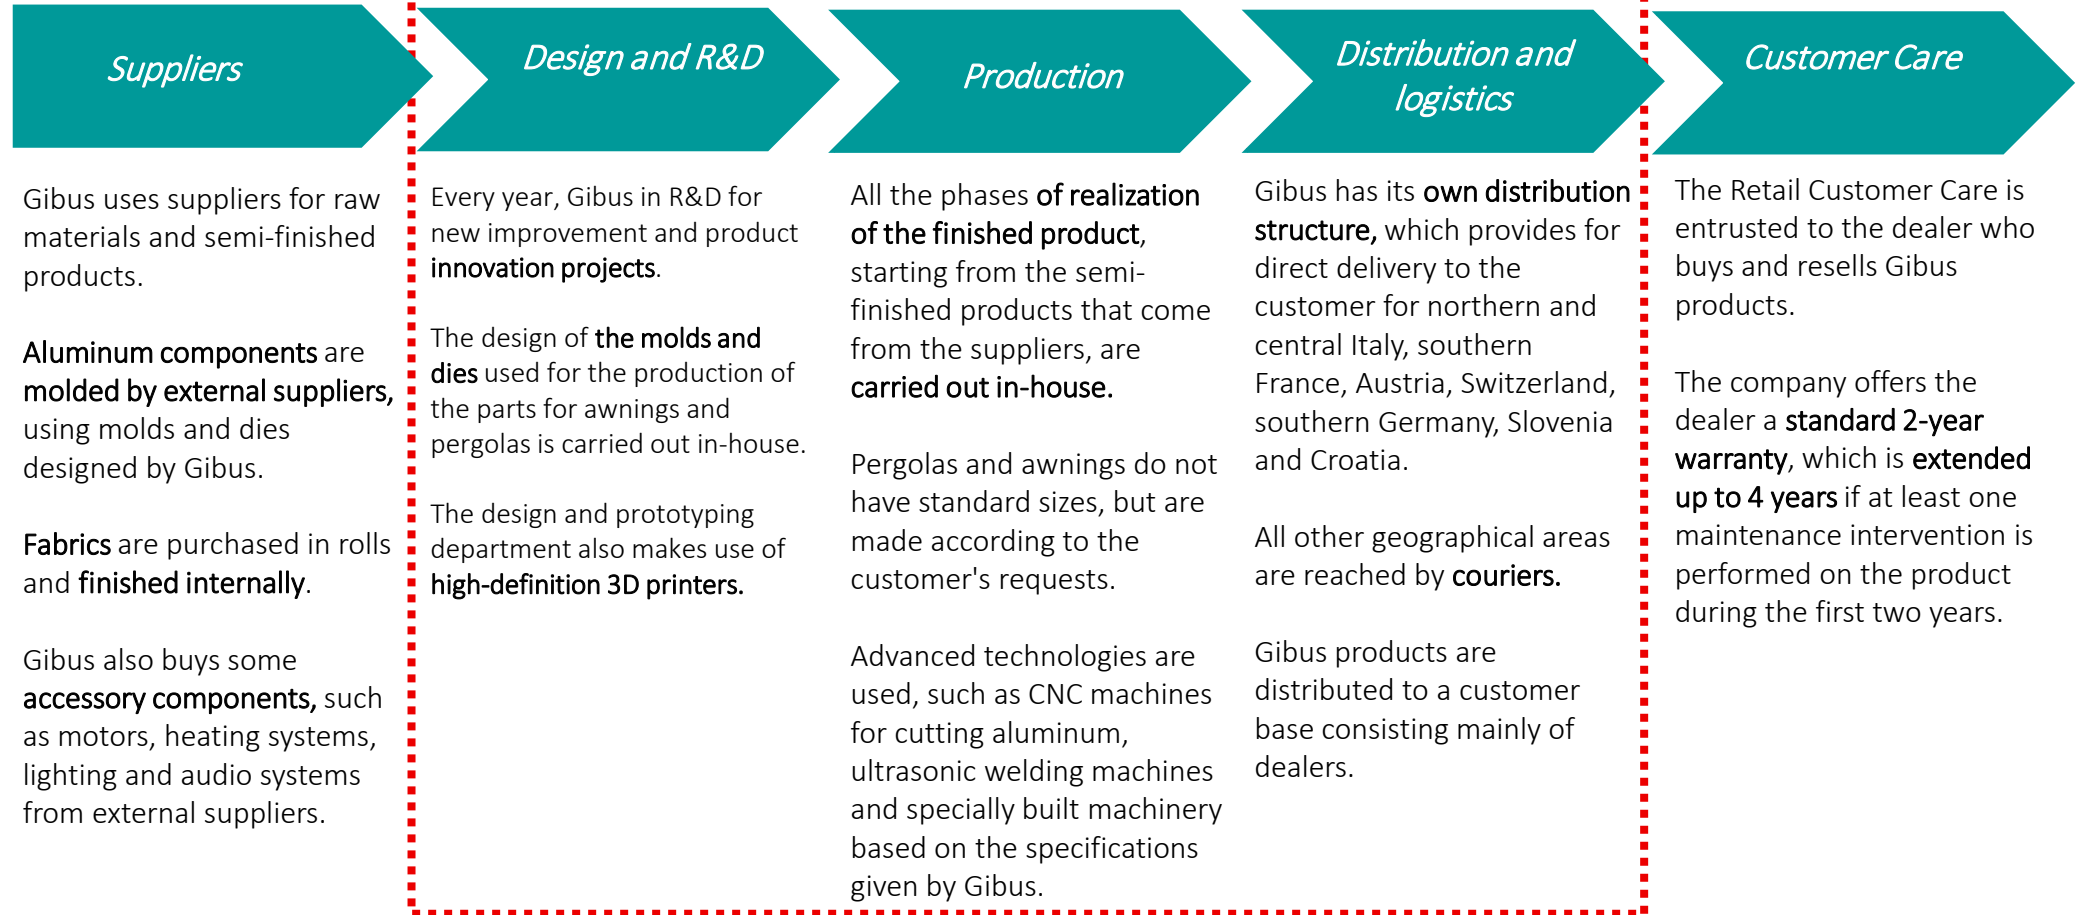 Suppliers
Gibus uses suppliers for raw
materials and semi-finished
products.
Aluminum components are
molded by external suppliers,
using molds and dies
designed by Gibus.
Fabrics are purchased in rolls
and finished internally.
Gibus also buys some
accessory components, such
as motors, heating systems,
lighting and audio systems
from external suppliers.
Design and R&D
Every year, Gibus in R&D for
new improvement and product
innovation projects.
The design of the molds and
dies used for the production of
the parts for awnings and
pergolas is carried out in-house.
The design and prototyping
department also makes use of
high-definition 3D printers.
Production
All the phases of realization
of the finished product,
starting from the semi-
finished products that come
from the suppliers, are
carried out in-house.
Pergolas and awnings do not
have standard sizes, but are
made according to the
customer's requests.
Advanced technologies are
used, such as CNC machines
for cutting aluminum,
ultrasonic welding machines
and specially built machinery
based on the specifications
given by Gibus.
Distribution and
logistics
Gibus has its own distribution
structure, which provides for
direct delivery to the
customer for northern and
central Italy, southern
France, Austria, Switzerland,
southern Germany, Slovenia
and Croatia.
All other geographical areas
are reached by couriers.
Gibus products are
distributed to a customer
base consisting mainly of
dealers.
Customer Care
The Retail Customer Care is
entrusted to the dealer who
buys and resells Gibus
products.
The company offers the
dealer a standard 2-year
warranty, which is extended
up to 4 years if at least one
maintenance intervention is
performed on the product
during the first two years.